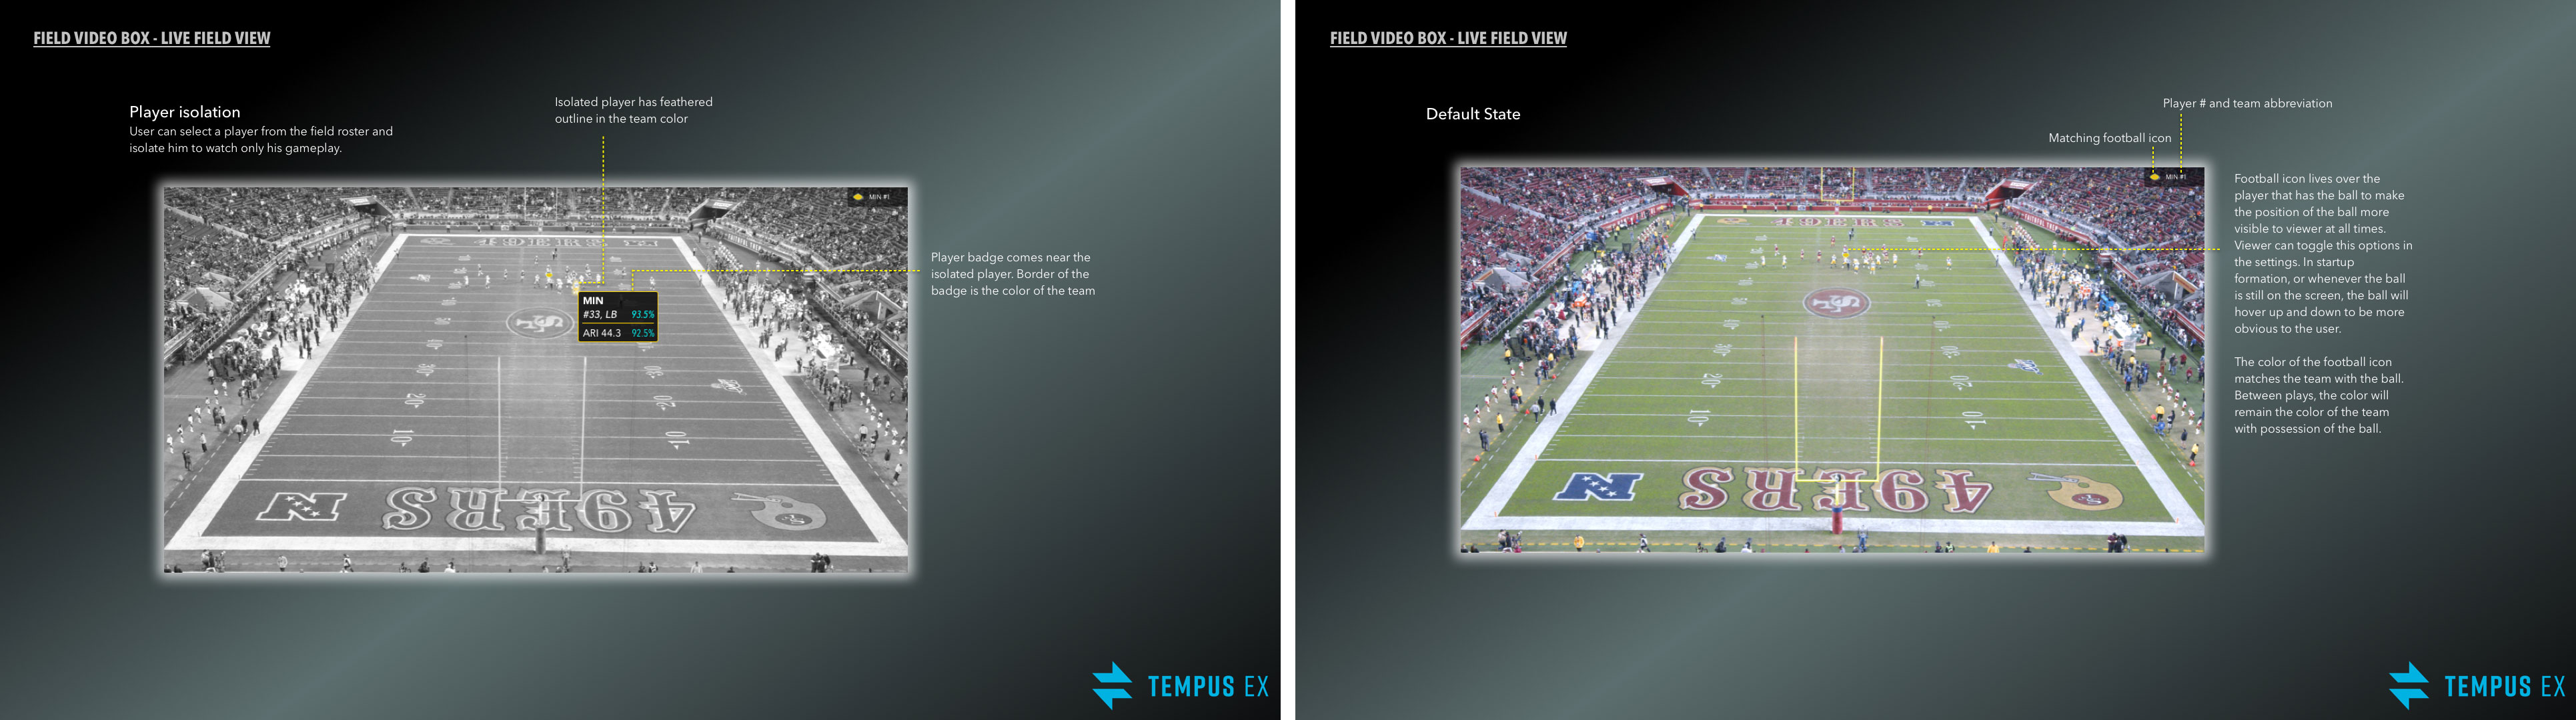 FIELD VIDEO BOX - LIVE FIELD VIEW
Player isolation
User can select a player from the field roster and
isolate him to watch only his gameplay.
Isolated player has feathered
outline in the team color
MIN #1
Player badge comes near the
isolated player. Border of the
badge is the color of the team
MIN
#33, LB 93.5%
ARI 44.3 92.5%
10
10
49ERS
TEMPUS EX
FIELD VIDEO BOX - LIVE FIELD VIEW
Default State
Player # and team abbreviation
Matching football icon
MIN #1
Football icon lives over the
player that has the ball to make
the position of the ball more
visible to viewer at all times.
Viewer can toggle this options in
the settings. In startup
formation, or whenever the ball
is still on the screen, the ball will
hover up and down to be more
obvious to the user.
The color of the football icon
matches the team with the ball.
Between plays, the color will
remain the color of the team
with possession of the ball.
20
20
10
10
49ERS
TEMPUS EX